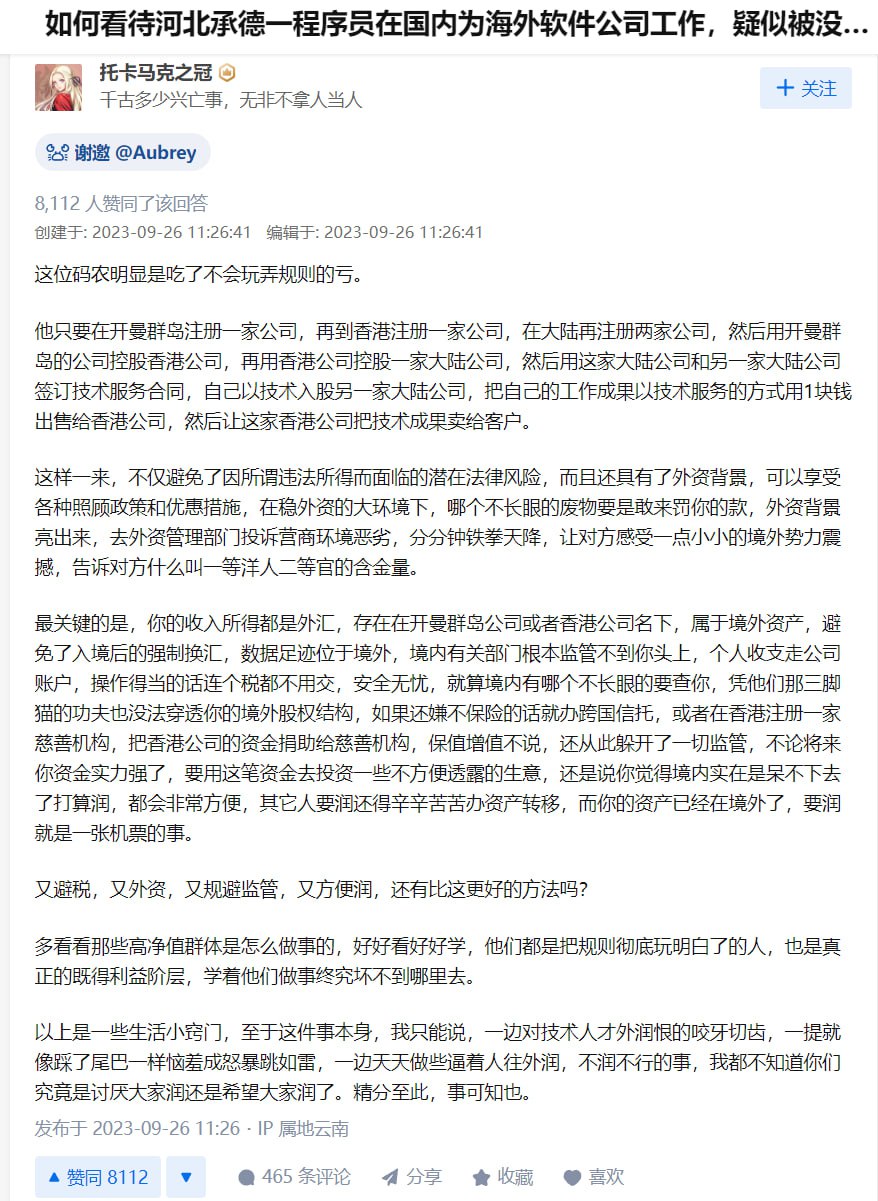 如何看待河北承德一程序员在国内为海外软件公司工作，疑似被没...
托卡马克之冠
千古多少兴亡事，无非不拿人当人
+ 关注
谢邀 @Aubrey
8,112 人赞同了该回答
创建于: 2023-09-26 11:26:41 编辑于: 2023-09-26 11:26:41
这位码农明显是吃了不会玩弄规则的亏。
他只要在开曼群岛注册一家公司，再到香港注册一家公司，在大陆再注册两家公司，然后用开曼群
岛的公司控股香港公司，再用香港公司控股一家大陆公司，然后用这家大陆公司和另一家大陆公司
签订技术服务合同，自己以技术入股另一家大陆公司，把自己的工作成果以技术服务的方式用1块钱
出售给香港公司，然后让这家香港公司把技术成果卖给客户。
这样一来，不仅避免了因所谓违法所得而面临的潜在法律风险，而且还具有了外资背景，可以享受
各种照顾政策和优惠措施，在稳外资的大环境下，哪个不长眼的废物要是敢来罚你的款，外资背景
亮出来，去外资管理部门投诉营商环境恶劣，分分钟铁拳天降，让对方感受一点小小的境外势力震
撼，告诉对方什么叫一等洋人二等官的含金量。
最关键的是，你的收入所得都是外汇，存在在开曼群岛公司或者香港公司名下，属于境外资产，避
免了入境后的强制换汇，数据足迹位于境外，境内有关部门根本监管不到你头上，个人收支走公司
账户，操作得当的话连个税都不用交，安全无忧，就算境内有哪个不长眼的要查你，凭他们那三脚
猫的功夫也没法穿透你的境外股权结构，如果还嫌不保险的话就办跨国信托，或者在香港注册一家
慈善机构，把香港公司的资金捐助给慈善机构，保值增值不说，还从此躲开了一切监管，不论将来
你资金实力强了，要用这笔资金去投资一些不方便透露的生意，还是说你觉得境内实在是呆不下去
了打算润，都会非常方便，其它人要润还得辛辛苦苦办资产转移，而你的资产已经在境外了，要润
就是一张机票的事。
又避税，又外资，又规避监管，又方便润，还有比这更好的方法吗？
多看看那些高净值群体是怎么做事的，好好看好好学，他们都是把规则彻底玩明白了的人，也是真
正的既得利益阶层，学着他们做事终究坏不到哪里去。
以上是一些生活小窍门，至于这件事本身，我只能说，一边对技术人才外润恨的咬牙切齿，一提就
像踩了尾巴一样恼羞成怒暴跳如雷，一边天天做些逼着人往外润，不润不行的事，我都不知道你们
究竟是讨厌大家润还是希望大家润了。精分至此，事可知也。
发布于 2023-09-26 11:26 · IP 属地云南
赞同 8112 465 条评论 分享 收藏 喜欢